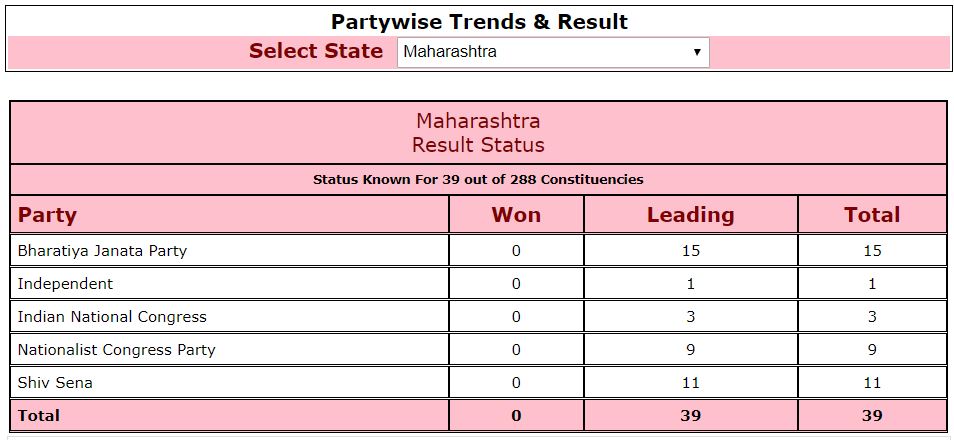 Partywise Trends & Result
Select State Maharashtra
Maharashtra
Result Status
Status Known For 39 out of 288 Constituencies
Party Won Leading Total
Bharatiya Janata Party 0 15 15
Independent 0 1 1
Indian National Congress 0 3 3
Nationalist Congress Party 0 9 9
Shiv Sena 0 11 11
Total 0 39 39